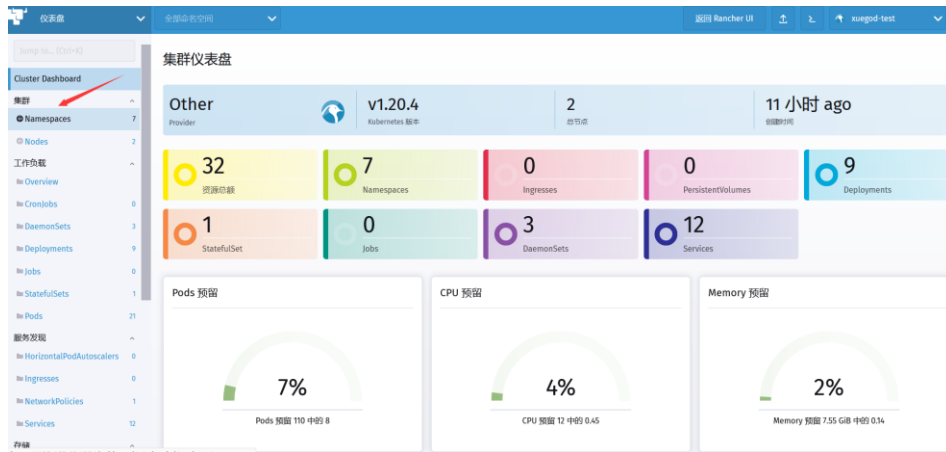 仪表盘
全部命名空间
返回 Rancher UI
xuegod-test
Jump to... (Ctrl+K)
Cluster Dashboard
集群
Namespaces 7
Nodes 2
工作负载
Overview
CronJobs 0
DaemonSets 3
Deployments 9
Jobs 0
StatefulSets 1
Pods 21
服务发现
HorizontalPodAutoscalers 0
Ingresses 0
NetworkPolicies 1
Services 12
存储
集群仪表盘
Other
Provider
v1.20.4
Kubernetes 版本
2
总节点
11 小时 ago
创建时间
32
资源总额
7
Namespaces
0
Ingresses
0
PersistentVolumes
9
Deployments
1
StatefulSet
0
Jobs
3
DaemonSets
12
Services
Pods 预留
7%
Pods 预留 110 中的 8
CPU 预留
4%
CPU 预留 12 中的 0.45
Memory 预留
2%
Memory 预留 7.55 GiB 中的 0.14